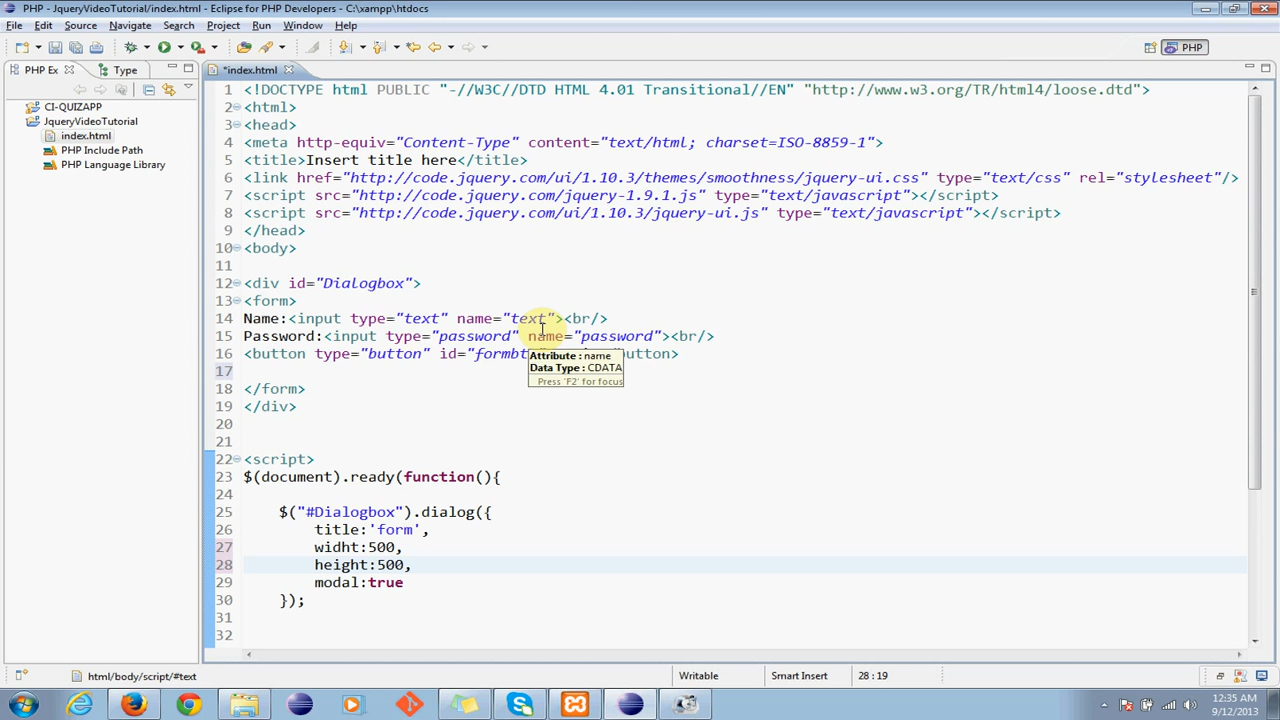 PHP - JqueryVideoTutorial/index.html - Eclipse for PHP Developers - C:\xampp\htdocs
File Edit Source Navigate Search Project Run Window Help
PHP
PHP Ex Type
*index.html
CI-QUIZAPP
JqueryVideoTutorial
index.html
PHP Include Path
PHP Language Library
1 <!DOCTYPE html PUBLIC "-//W3C//DTD HTML 4.01 Transitional//EN" "http://www.w3.org/TR/html4/loose.dtd">
2 <html>
3 <head>
4 <meta http-equiv="Content-Type" content="text/html; charset=ISO-8859-1">
5 <title>Insert title here</title>
6 <link href="http://code.jquery.com/ui/1.10.3/themes/smoothness/jquery-ui.css" type="text/css" rel="stylesheet"/>
7 <script src="http://code.jquery.com/jquery-1.9.1.js" type="text/javascript"></script>
8 <script src="http://code.jquery.com/ui/1.10.3/jquery-ui.js" type="text/javascript"></script>
9 </head>
10 <body>
11
12 <div id="Dialogbox">
13 <form>
14 Name:<input type="text" name="text"><br/>
15 Password:<input type="password" name="password"><br/>
16 <button type="button" id="formbt button>
Attribute : name
Data Type : CDATA
Press 'F2' for focus
17
18 </form>
19 </div>
20
21
22 <script>
23 $(document).ready(function(){
24
25 $("#Dialogbox").dialog({
26 title:'form',
27 widht:500,
28 height:500,
29 modal:true
30 });
31
32
html/body/script/#text Writable Smart Insert 28 : 19
12:35 AM
9/12/2013